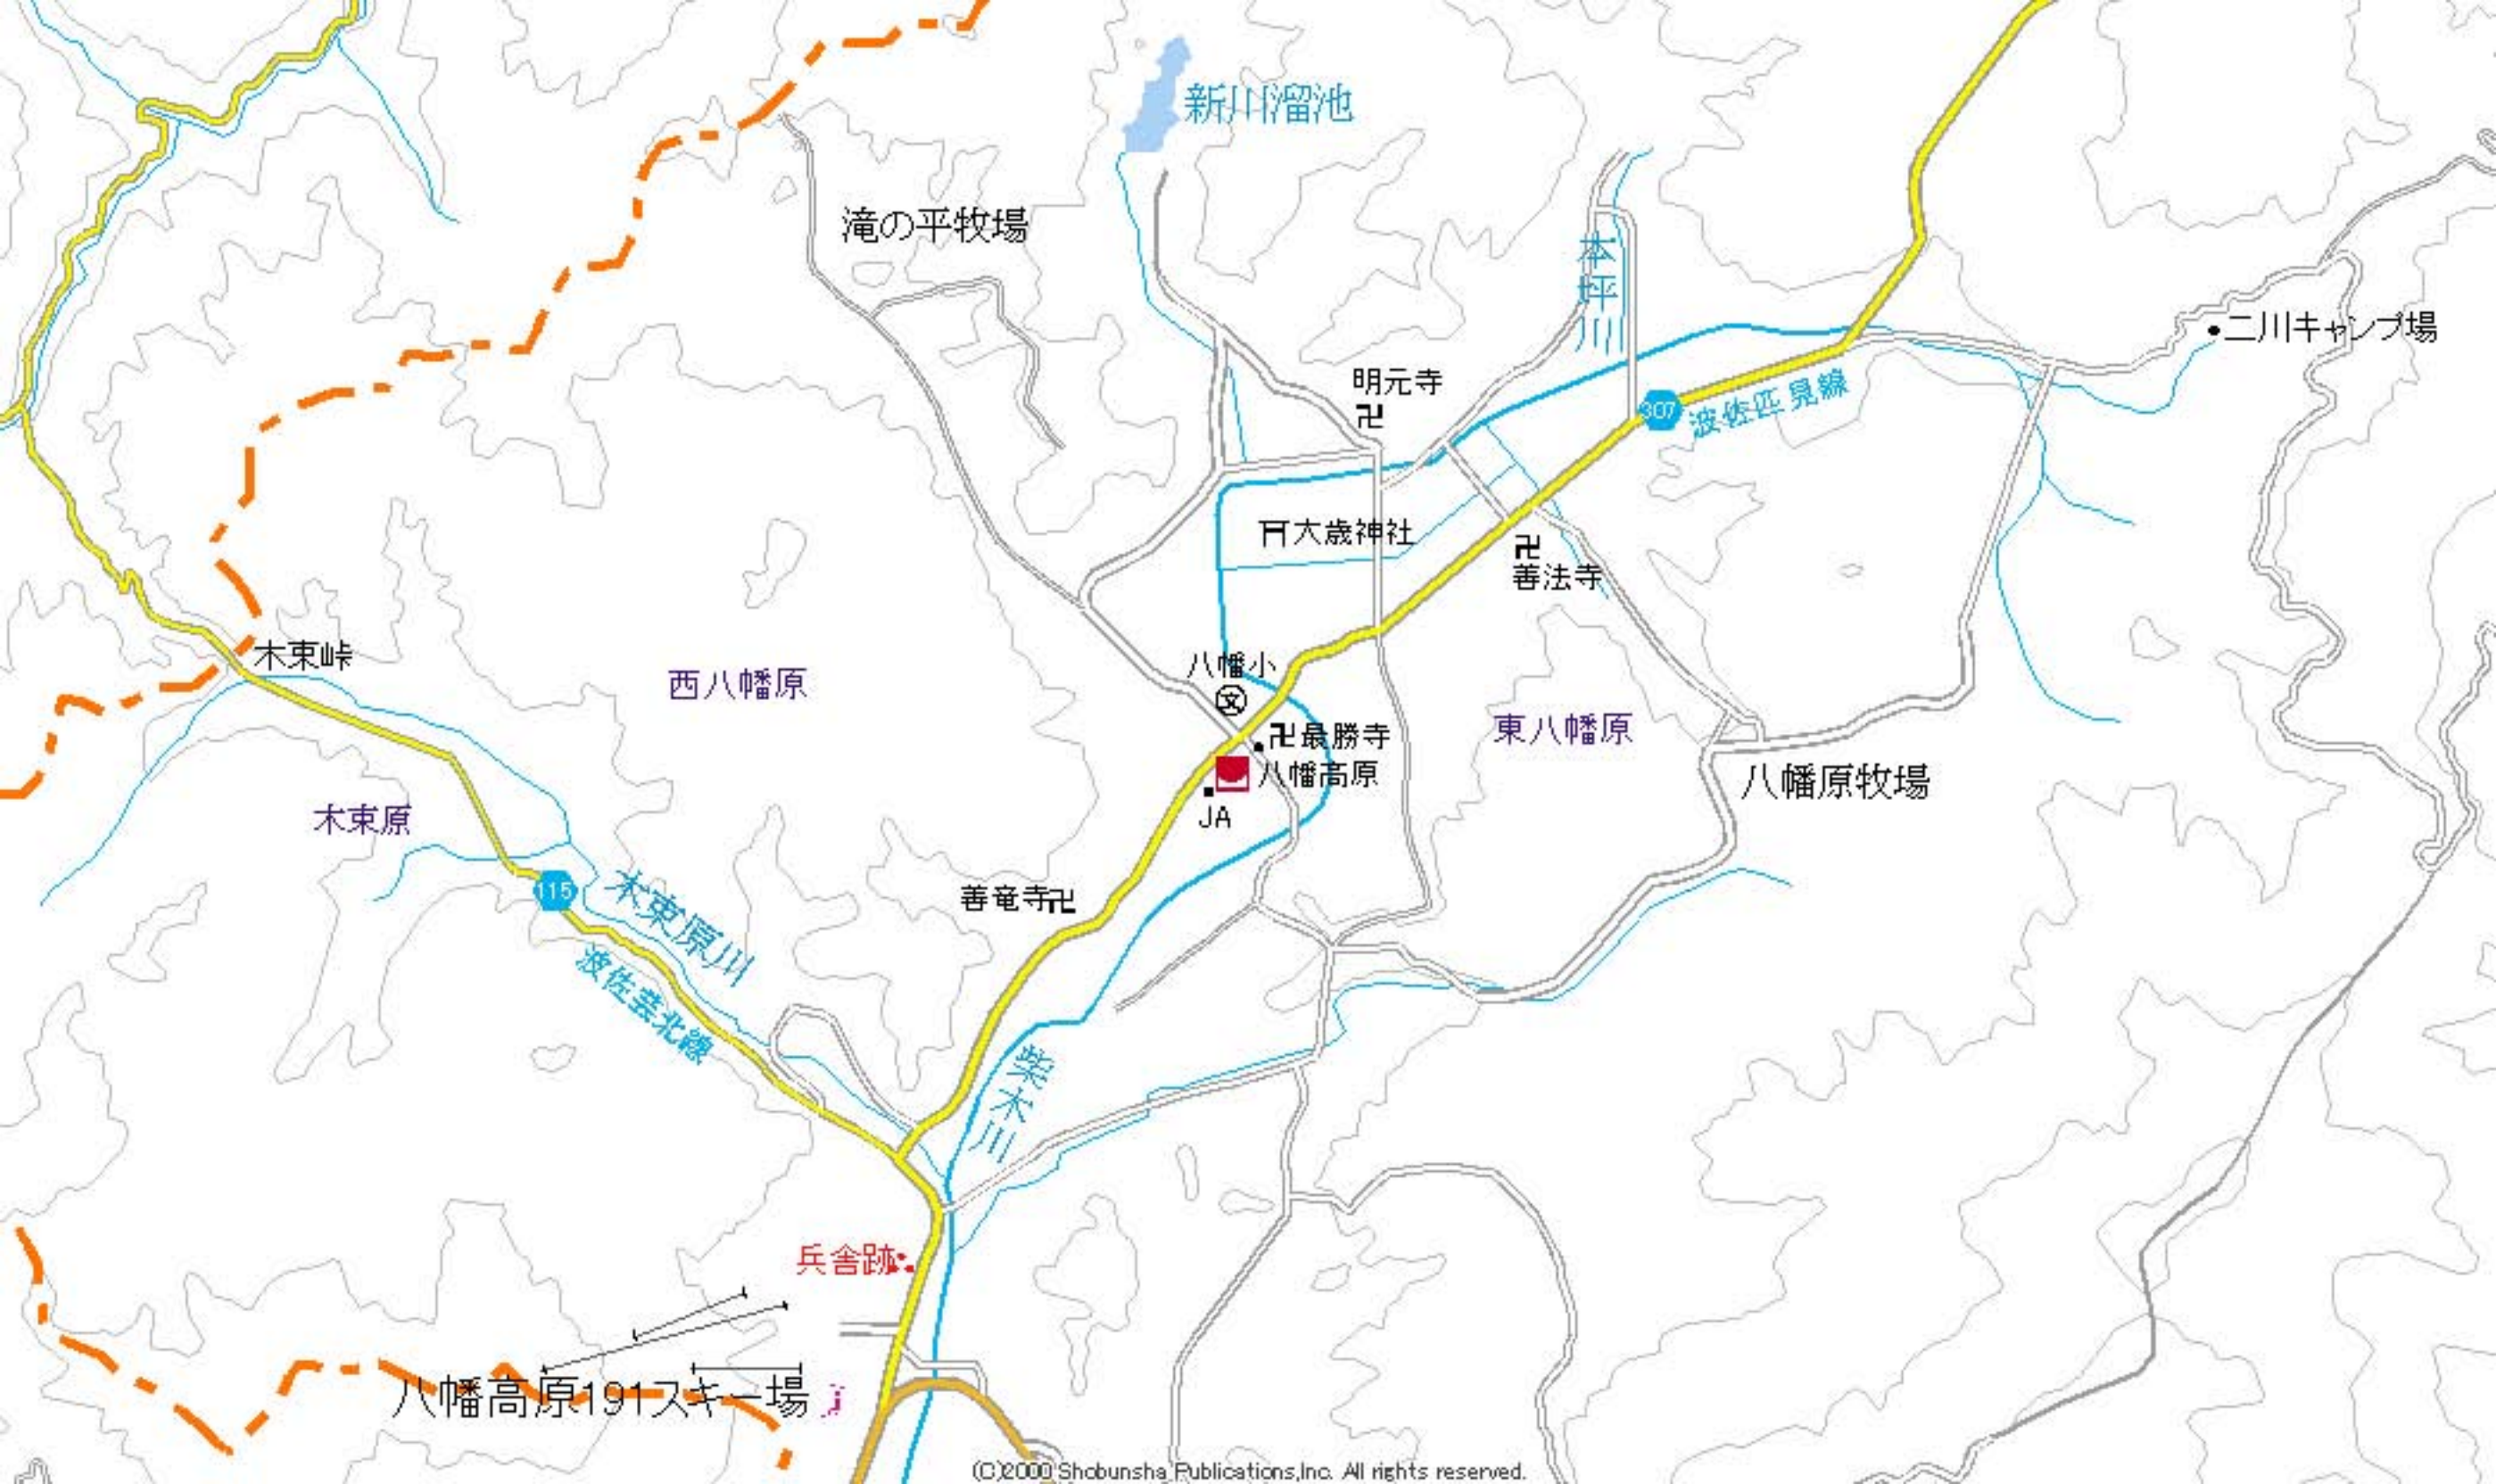 新川溜池
滝の平牧場
本坪川
二川キャンプ場
明元寺
307
波佐匹見線
大歳神社
善法寺
木束峠
八幡小
文
西八幡原
東八幡原
最勝寺
八幡高原
八幡原牧場
JA
木束原
115
木束原川
善竜寺
波佐芸北線
柴木川
兵舎跡
八幡高原191スキー場
(C)2000 Shobunsha Publications,Inc. All rights reserved.